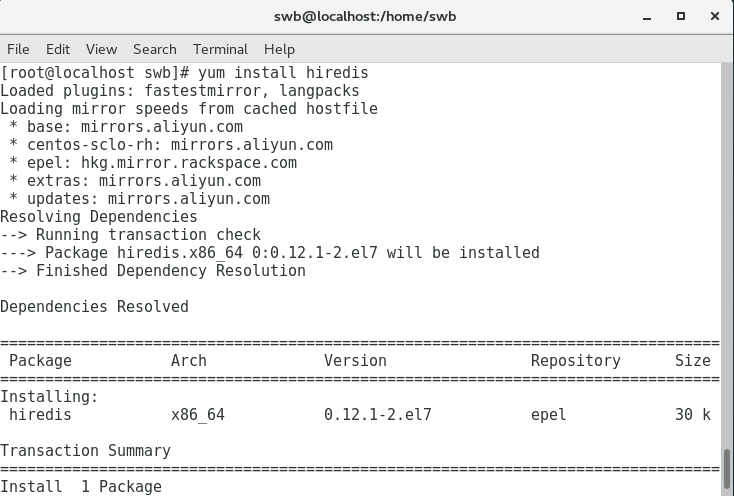 swb@localhost:/home/swb
File Edit View Search Terminal Help
[root@localhost swb]# yum install hiredis
Loaded plugins: fastestmirror, langpacks
Loading mirror speeds from cached hostfile
 * base: mirrors.aliyun.com
 * centos-sclo-rh: mirrors.aliyun.com
 * epel: hkg.mirror.rackspace.com
 * extras: mirrors.aliyun.com
 * updates: mirrors.aliyun.com
Resolving Dependencies
--> Running transaction check
---> Package hiredis.x86_64 0:0.12.1-2.el7 will be installed
--> Finished Dependency Resolution
Dependencies Resolved
================================================================================
 Package           Arch             Version                Repository      Size
================================================================================
Installing:
 hiredis           x86_64           0.12.1-2.el7           epel            30 k
Transaction Summary
================================================================================
Install  1 Package